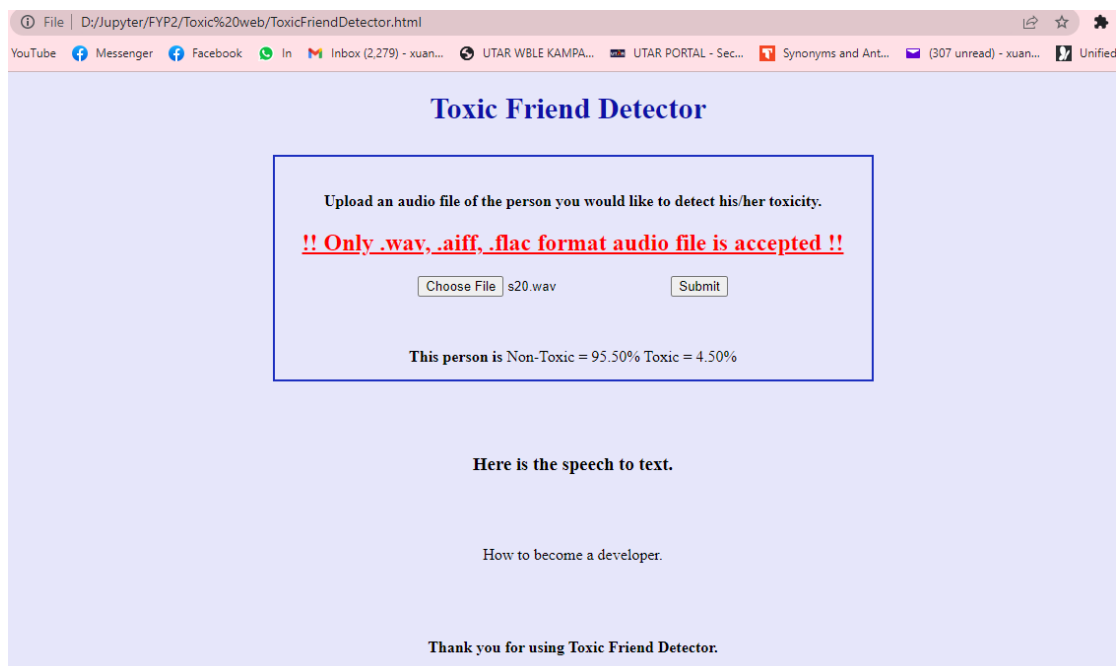 File | D:/Jupyter/FYP2/Toxic%20web/ToxicFriendDetector.html
YouTube Messenger Facebook In Inbox (2,279) - xuan... UTAR WBLE KAMPA... UTAR PORTAL - Sec... Synonyms and Ant... (307 unread) - xuan... Unified
Toxic Friend Detector
Upload an audio file of the person you would like to detect his/her toxicity.
!! Only .wav, .aiff, .flac format audio file is accepted !!
Choose File s20.wav Submit
This person is Non-Toxic = 95.50% Toxic = 4.50%
Here is the speech to text.
How to become a developer.
Thank you for using Toxic Friend Detector.